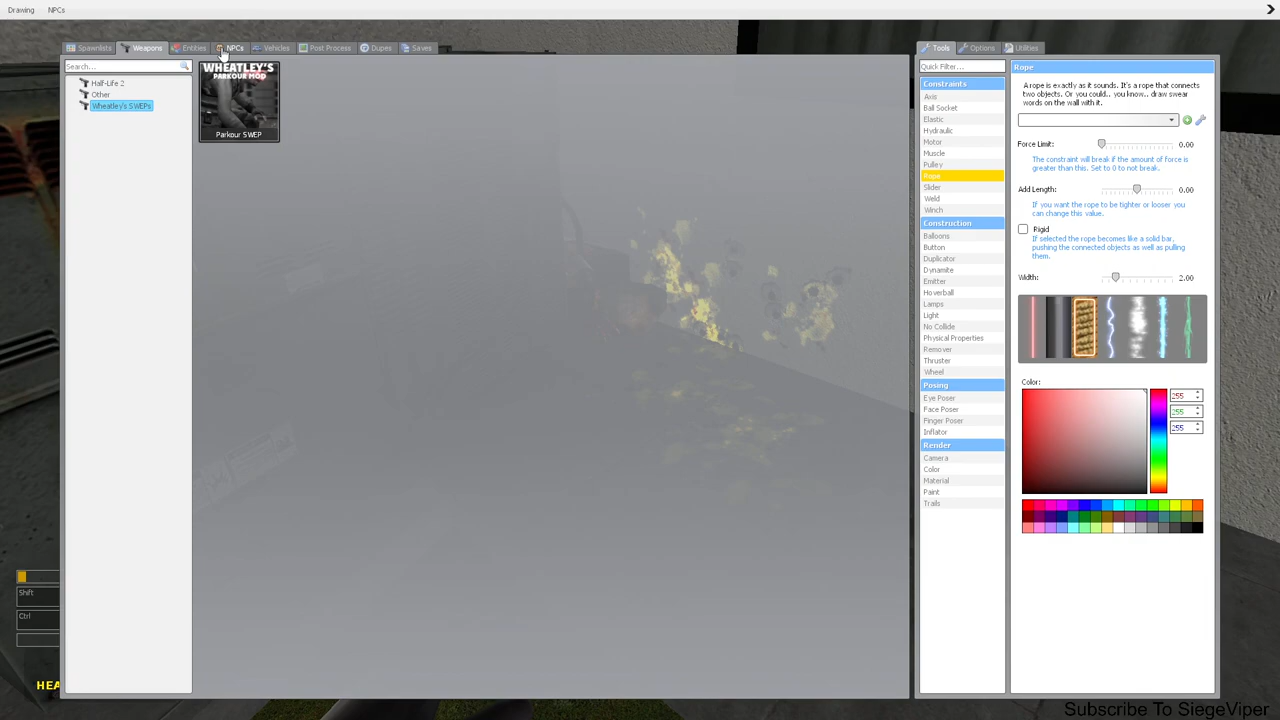 Drawing NPCs
Spawnlists Weapons Entities NPCs Vehicles Post Process Dupes Saves
Search...
Half-Life 2
Other
Wheatley's SWEPs
WHEATLEY'S
PARKOUR MOD
Parkour SWEP
Shift
Ctrl
HEA
Tools Options Utilities
Quick Filter...
Constraints
Axis
Ball Socket
Elastic
Hydraulic
Motor
Muscle
Pulley
Rope
Slider
Weld
Winch
Construction
Balloons
Button
Duplicator
Dynamite
Emitter
Hoverball
Lamps
Light
No Collide
Physical Properties
Remover
Thruster
Wheel
Posing
Eye Poser
Face Poser
Finger Poser
Inflator
Render
Camera
Color
Material
Paint
Trails
Rope
A rope is exactly as it sounds. It's a rope that connects
two objects. Or you could.. you know.. draw swear
words on the wall with it.
Force Limit: 0.00
The constraint will break if the amount of force is
greater than this. Set to 0 to not break.
Add Length: 0.00
If you want the rope to be tighter or looser you
can change this value.
Rigid
If selected the rope becomes like a solid bar,
pushing the connected objects as well as pulling
them.
Width: 2.00
Color:
255
255
255
Subscribe To SiegeViper